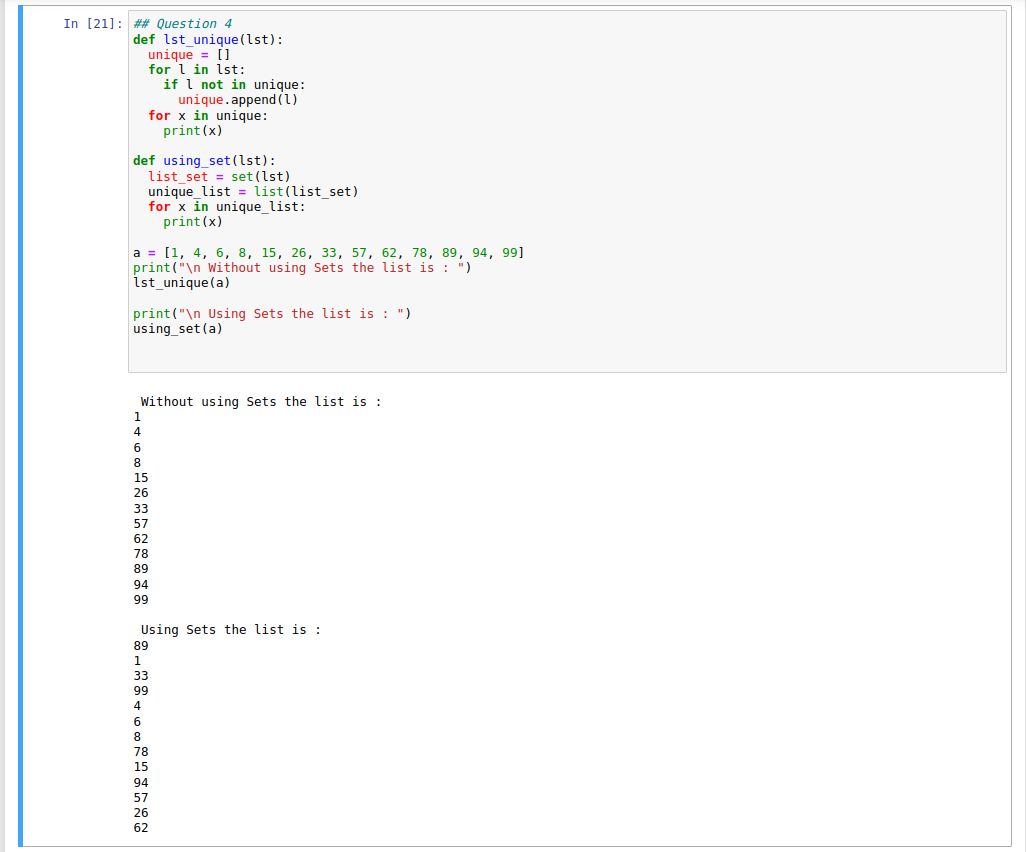 In [21]: ## Question 4
def lst_unique(lst):
  unique = []
  for l in lst:
    if l not in unique:
      unique.append(l)
  for x in unique:
    print(x)

def using_set(lst):
  list_set = set(lst)
  unique_list = list(list_set)
  for x in unique_list:
    print(x)

a = [1, 4, 6, 8, 15, 26, 33, 57, 62, 78, 89, 94, 99]
print("\n Without using Sets the list is : ")
lst_unique(a)

print("\n Using Sets the list is : ")
using_set(a)

 Without using Sets the list is :
1
4
6
8
15
26
33
57
62
78
89
94
99

 Using Sets the list is :
89
1
33
99
4
6
8
78
15
94
57
26
62